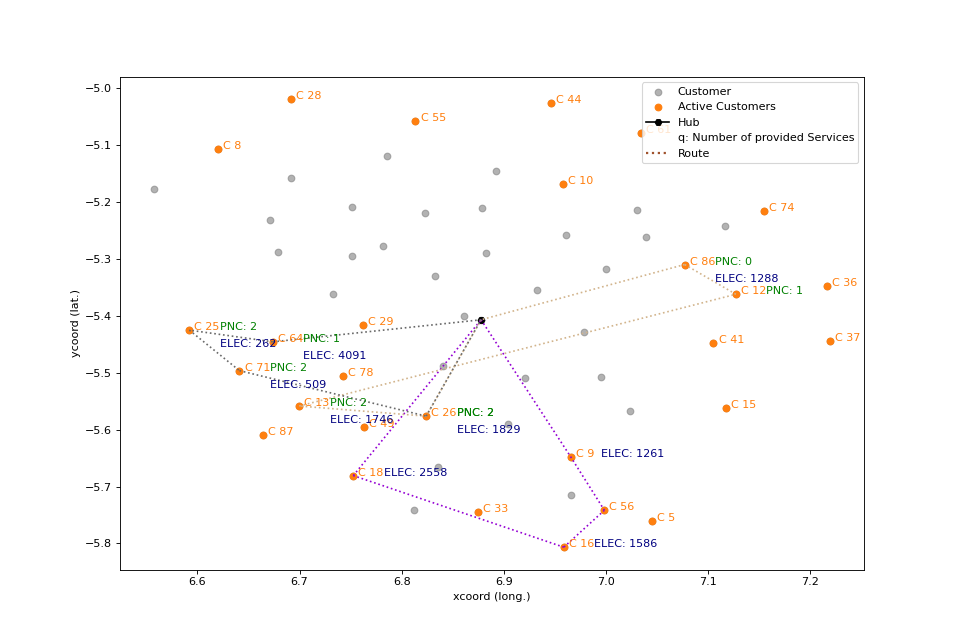 Customer
Active Customers
Hub
q: Number of provided Services
Route
C 28
C 44
C 55
C 8
C 10
C 74
C 86 PNC: 0
ELEC: 1288
C 12 PNC: 1
C 36
C 29
C 25 PNC: 2
ELEC: 262
C 64 PNC: 1
ELEC: 4091
C 41
C 37
C 71 PNC: 2
ELEC: 509
C 78
C 13 PNC: 2
ELEC: 1746
C 26 PNC: 2
ELEC: 1829
C 15
C 87
C 9 ELEC: 1261
C 18 ELEC: 2558
C 33
C 56
C 5
C 16 ELEC: 1586
−5.0
−5.1
−5.2
−5.3
−5.4
−5.5
−5.6
−5.7
−5.8
ycoord (lat.)
6.6 6.7 6.8 6.9 7.0 7.1 7.2
xcoord (long.)